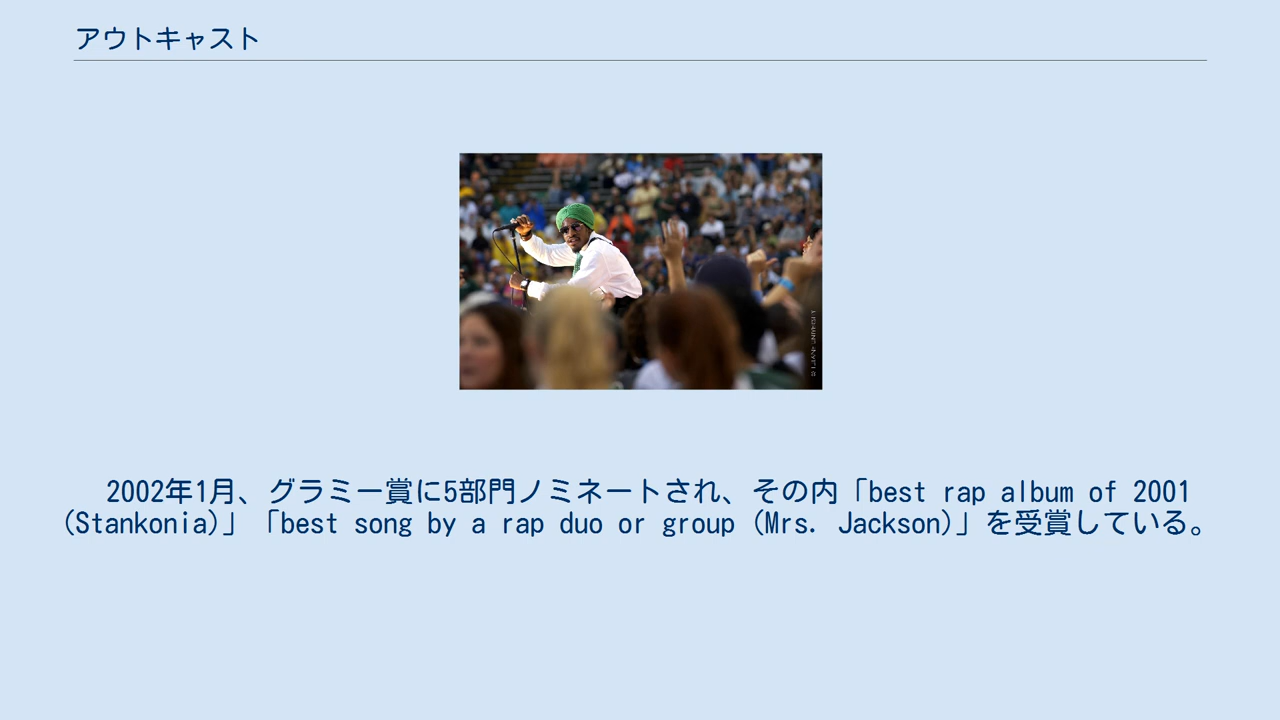 アウトキャスト
2002年1月、グラミー賞に5部門ノミネートされ、その内「best rap album of 2001
(Stankonia)」「best song by a rap duo or group (Mrs. Jackson)」を受賞している。